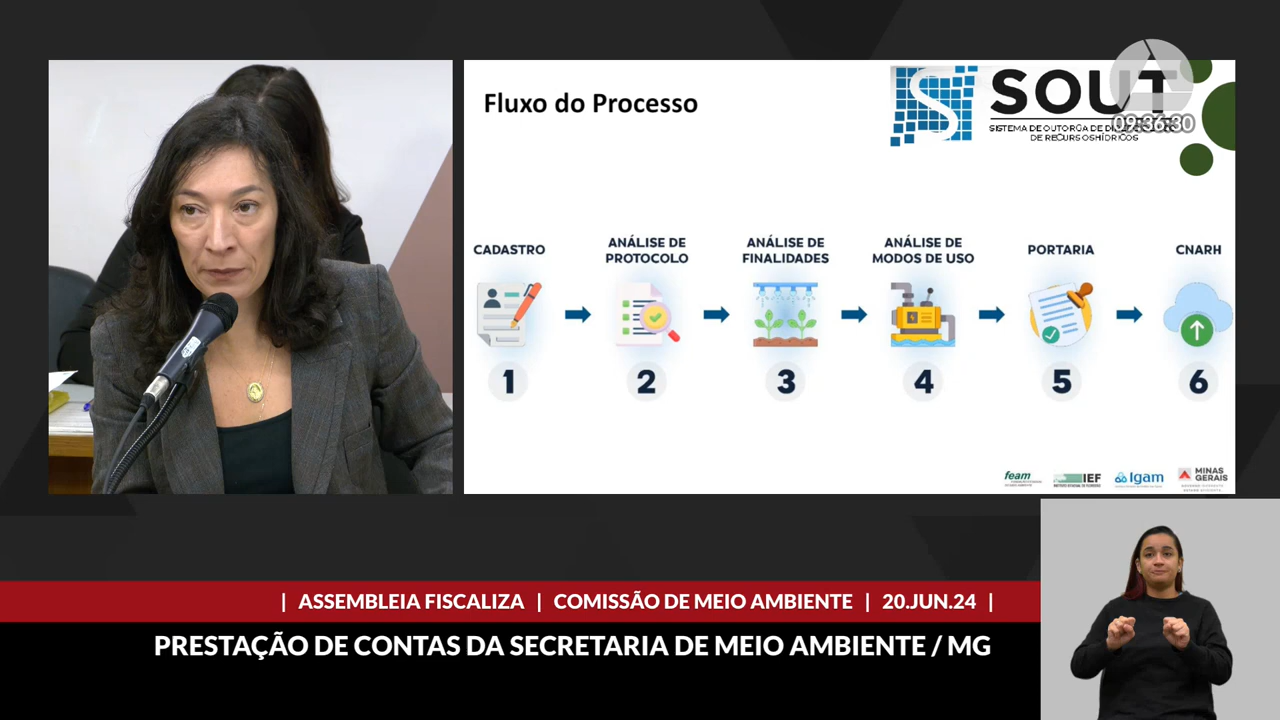 Fluxo do Processo
SOUT
09:36:30
SISTEMA DE OUTORGA DE
DE RECURSOS HÍDRICOS
CADASTRO
ANÁLISE DE
PROTOCOLO
ANÁLISE DE
FINALIDADES
ANÁLISE DE
MODOS DE USO
PORTARIA
CNARH
1
2
3
4
5
6
feam
IEF
Igam
MINAS
GERAIS
| ASSEMBLEIA FISCALIZA | COMISSÃO DE MEIO AMBIENTE | 20.JUN.24 |
PRESTAÇÃO DE CONTAS DA SECRETARIA DE MEIO AMBIENTE / MG